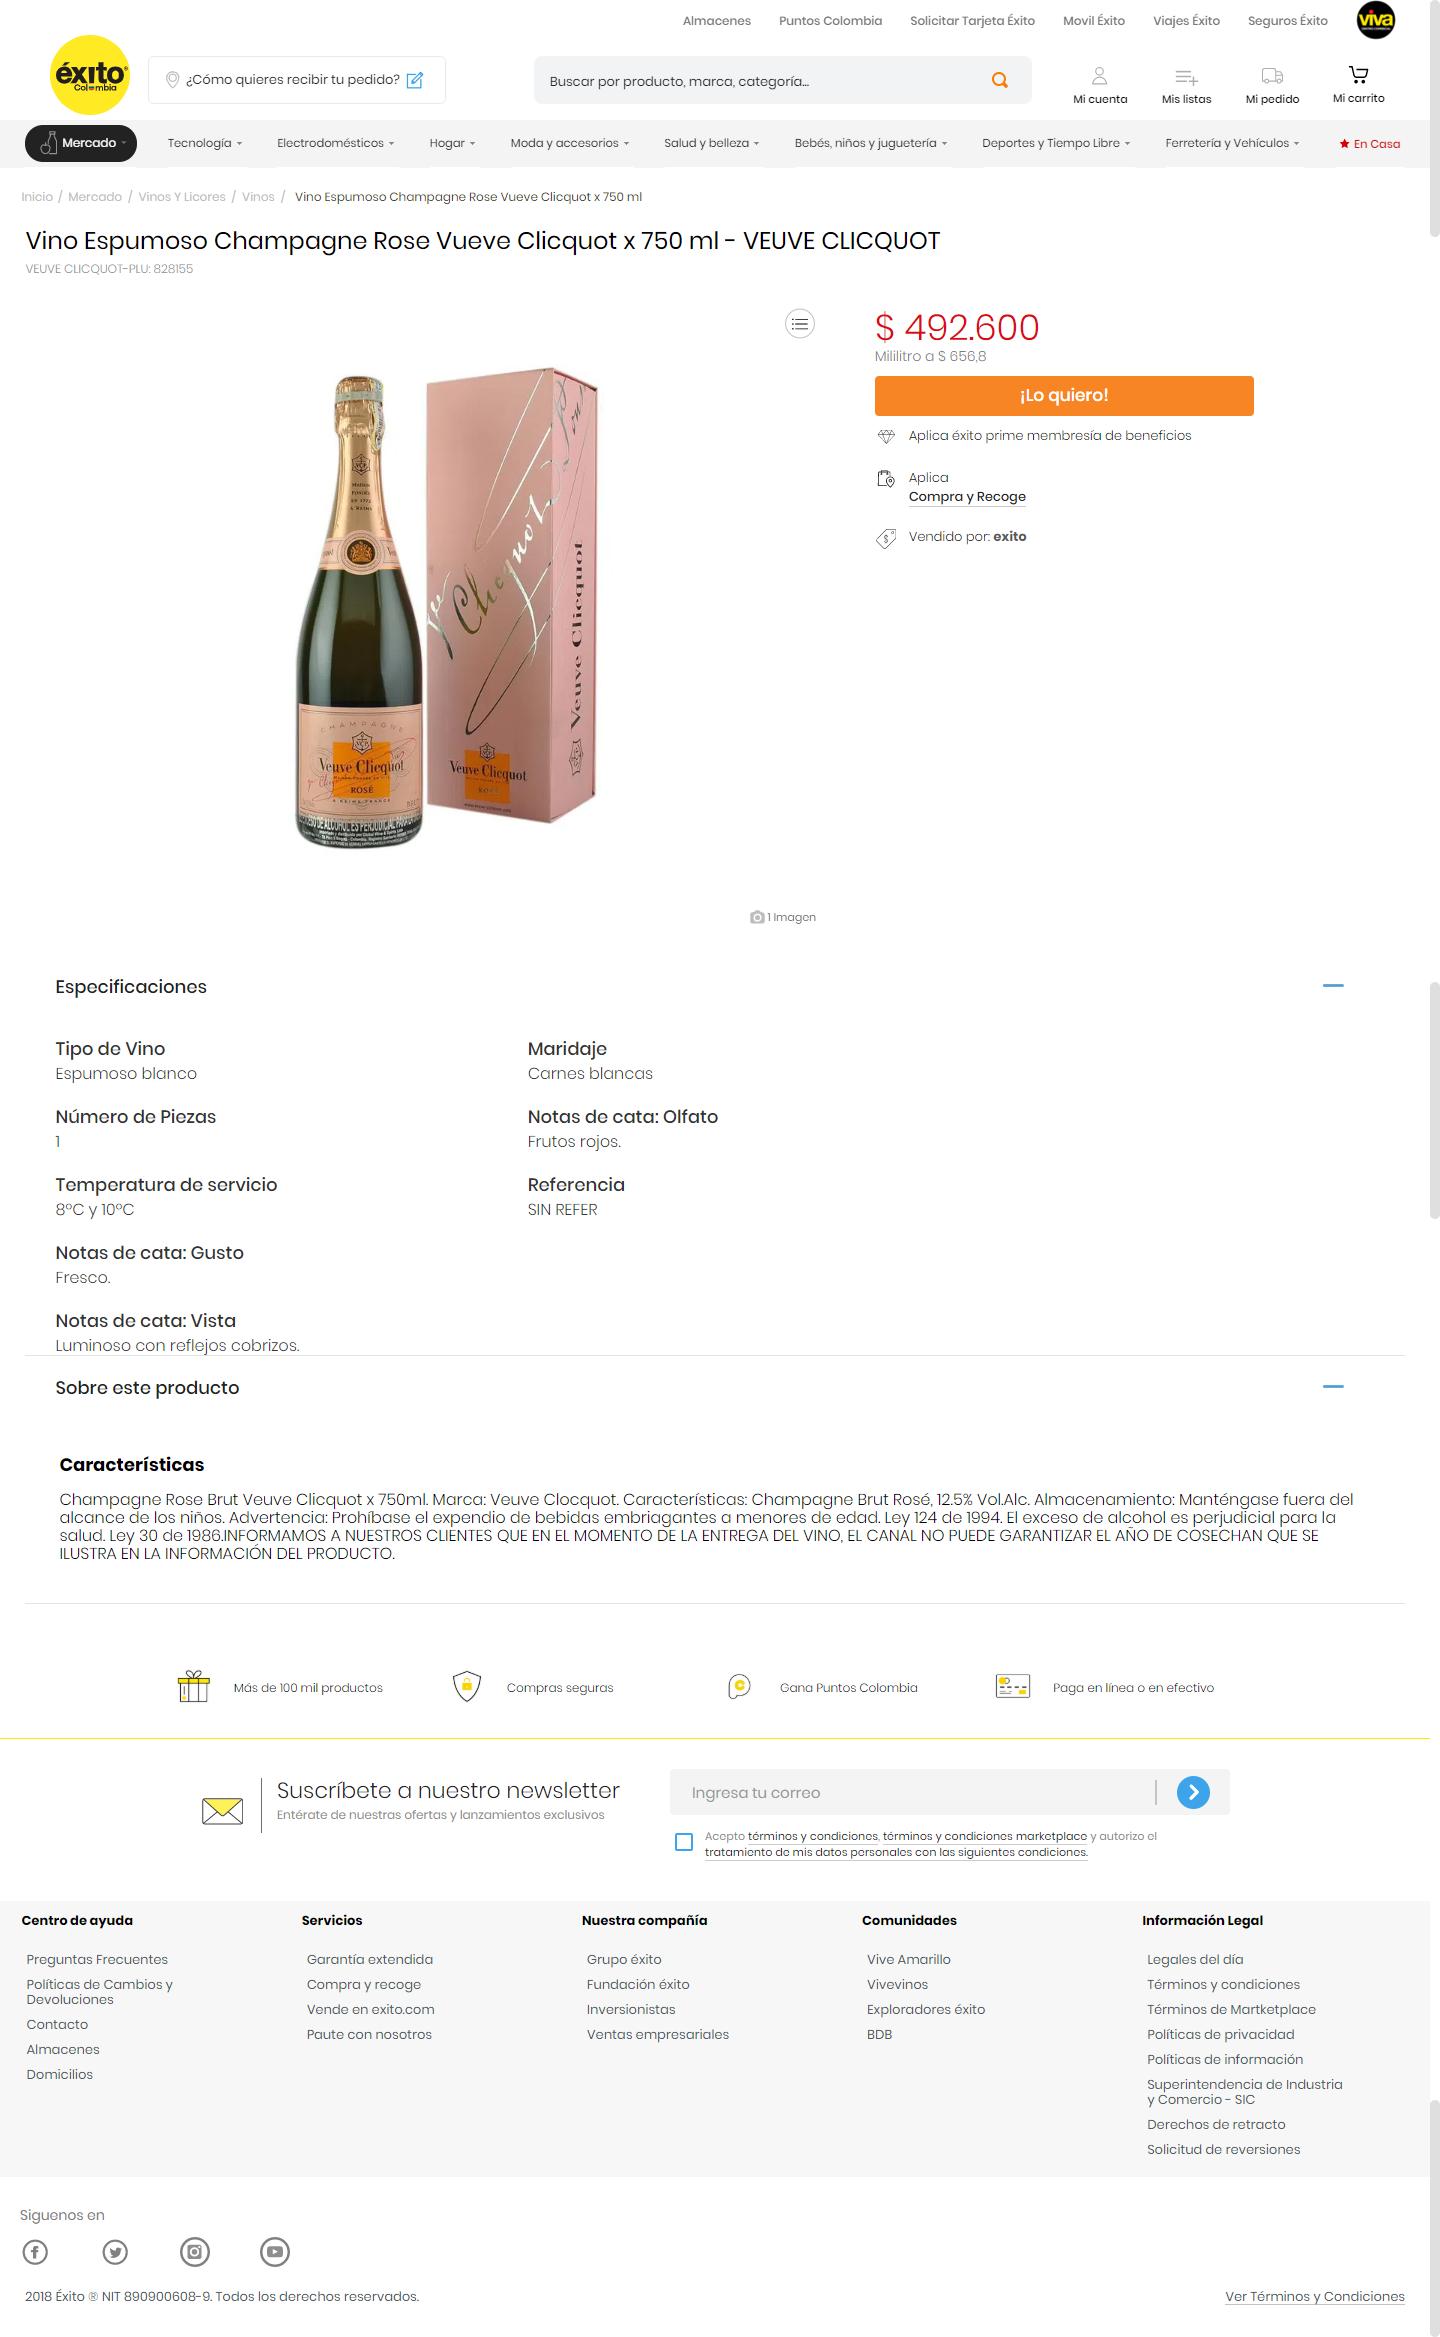 Almacenes Puntos Colombia Solicitar Tarjeta Éxito Movil Éxito Viajes Éxito Seguros Éxito viva
éxito
Colombia
¿Cómo quieres recibir tu pedido?
Buscar por producto, marca, categoría...
Mi cuenta Mis listas Mi pedido Mi carrito
Mercado Tecnología Electrodomésticos Hogar Moda y accesorios Salud y belleza Bebés, niños y juguetería Deportes y Tiempo Libre Ferretería y Vehículos En Casa
Inicio / Mercado / Vinos Y Licores / Vinos / Vino Espumoso Champagne Rose Vueve Clicquot x 750 ml
Vino Espumoso Champagne Rose Vueve Clicquot x 750 ml - VEUVE CLICQUOT
VEUVE CLICQUOT-PLU: 828155
$ 492.600
Mililitro a $ 656,8
¡Lo quiero!
Aplica éxito prime membresía de beneficios
Aplica
Compra y Recoge
Vendido por: exito
Clicquot
Veuve Clicquot
CHAMPAGNE
Veuve Clicquot
ROSÉ
A REIMS FRANCE
Veuve Clicquot
ROSÉ
1 Imagen
Especificaciones
Tipo de Vino
Espumoso blanco
Número de Piezas
1
Temperatura de servicio
8°C y 10°C
Notas de cata: Gusto
Fresco.
Notas de cata: Vista
Luminoso con reflejos cobrizos.
Maridaje
Carnes blancas
Notas de cata: Olfato
Frutos rojos.
Referencia
SIN REFER
Sobre este producto
Características
Champagne Rose Brut Veuve Clicquot x 750ml. Marca: Veuve Clocquot. Características: Champagne Brut Rosé, 12.5% Vol.Alc. Almacenamiento: Manténgase fuera del
alcance de los niños. Advertencia: Prohíbase el expendio de bebidas embriagantes a menores de edad. Ley 124 de 1994. El exceso de alcohol es perjudicial para la
salud. Ley 30 de 1986.INFORMAMOS A NUESTROS CLIENTES QUE EN EL MOMENTO DE LA ENTREGA DEL VINO, EL CANAL NO PUEDE GARANTIZAR EL AÑO DE COSECHAN QUE SE
ILUSTRA EN LA INFORMACIÓN DEL PRODUCTO.
Más de 100 mil productos
Compras seguras
Gana Puntos Colombia
Paga en línea o en efectivo
Suscríbete a nuestro newsletter
Entérate de nuestras ofertas y lanzamientos exclusivos
Ingresa tu correo
Acepto términos y condiciones, términos y condiciones marketplace y autorizo el
tratamiento de mis datos personales con las siguientes condiciones.
Centro de ayuda
Preguntas Frecuentes
Políticas de Cambios y
Devoluciones
Contacto
Almacenes
Domicilios
Servicios
Garantía extendida
Compra y recoge
Vende en exito.com
Paute con nosotros
Nuestra compañía
Grupo éxito
Fundación éxito
Inversionistas
Ventas empresariales
Comunidades
Vive Amarillo
Vivevinos
Exploradores éxito
BDB
Información Legal
Legales del día
Términos y condiciones
Términos de Martketplace
Políticas de privacidad
Políticas de información
Superintendencia de Industria
y Comercio - SIC
Derechos de retracto
Solicitud de reversiones
Siguenos en
2018 Éxito ® NIT 890900608-9. Todos los derechos reservados.
Ver Términos y Condiciones